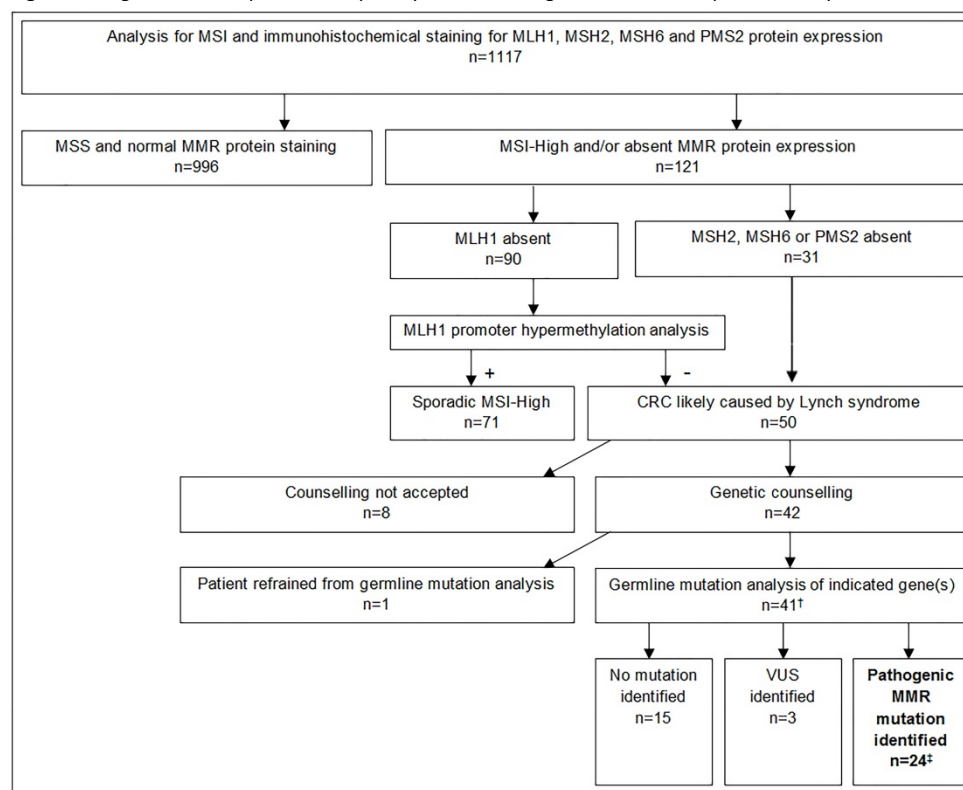 Analysis for MSI and immunohistochemical staining for MLH1, MSH2, MSH6 and PMS2 protein expression
n=1117
MSS and normal MMR protein staining
n=996
MSI-High and/or absent MMR protein expression
n=121
MLH1 absent
n=90
MSH2, MSH6 or PMS2 absent
n=31
MLH1 promoter hypermethylation analysis
+
-
Sporadic MSI-High
n=71
CRC likely caused by Lynch syndrome
n=50
Counselling not accepted
n=8
Genetic counselling
n=42
Patient refrained from germline mutation analysis
n=1
Germline mutation analysis of indicated gene(s)
n=41†
No mutation
identified
n=15
VUS
identified
n=3
Pathogenic
MMR
mutation
identified
n=24‡